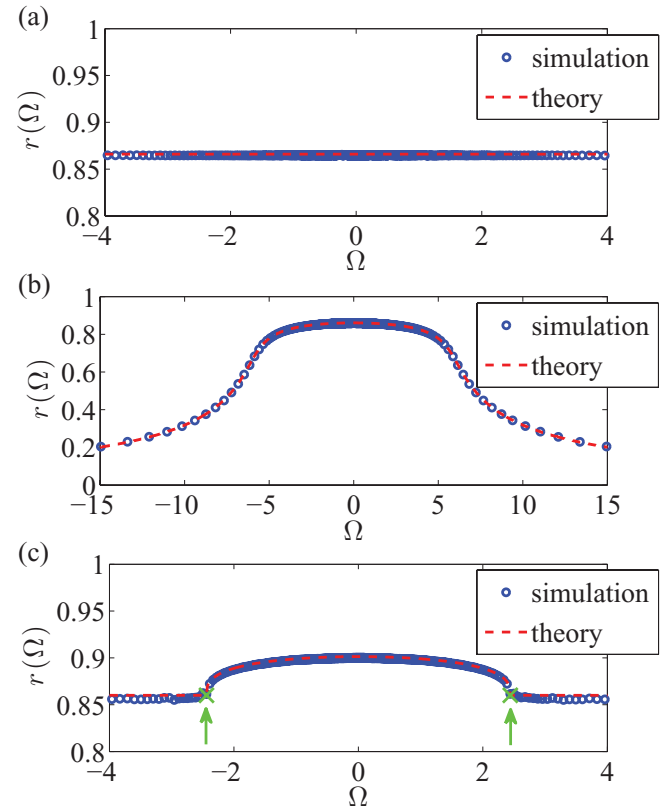 (a)
1
0.95
0.9
0.85
0.8
r(Ω)
−4
−2
0
2
4
Ω
simulation
theory
(b)
1
0.8
0.6
0.4
0.2
0
r(Ω)
−15
−10
−5
0
5
10
15
Ω
simulation
theory
(c)
1
0.95
0.9
0.85
0.8
r(Ω)
−4
−2
0
2
4
Ω
simulation
theory